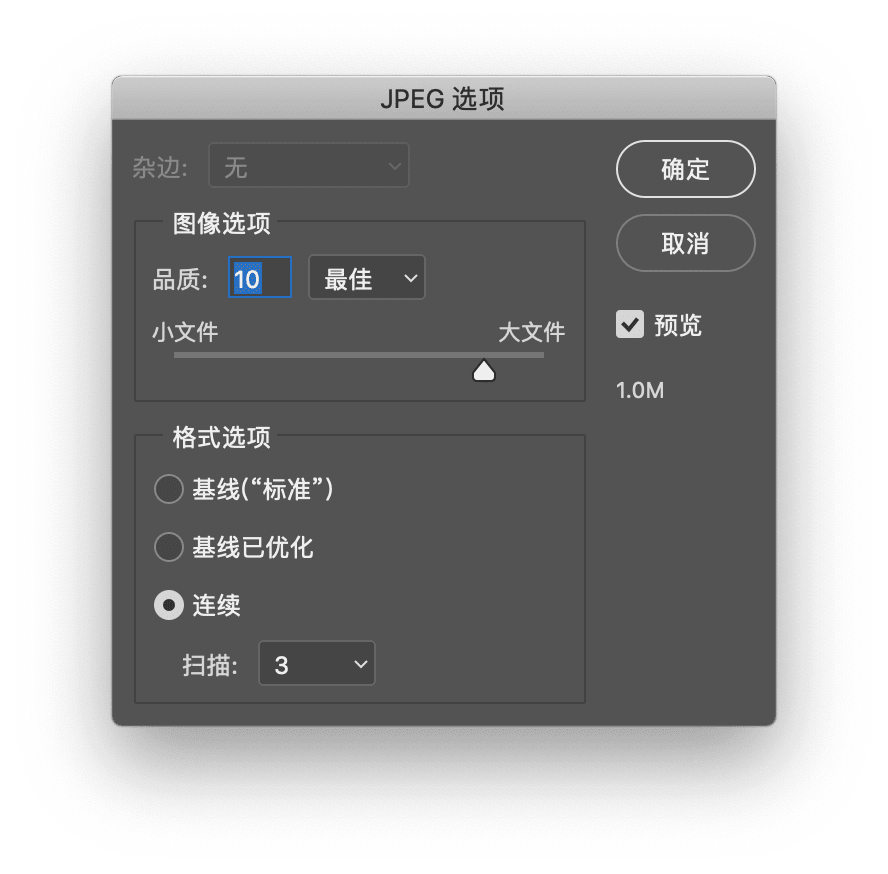 JPEG 选项
杂边: 无
确定
图像选项
取消
品质: 10 最佳
小文件 大文件
预览
1.0M
格式选项
基线(“标准”)
基线已优化
连续
扫描: 3